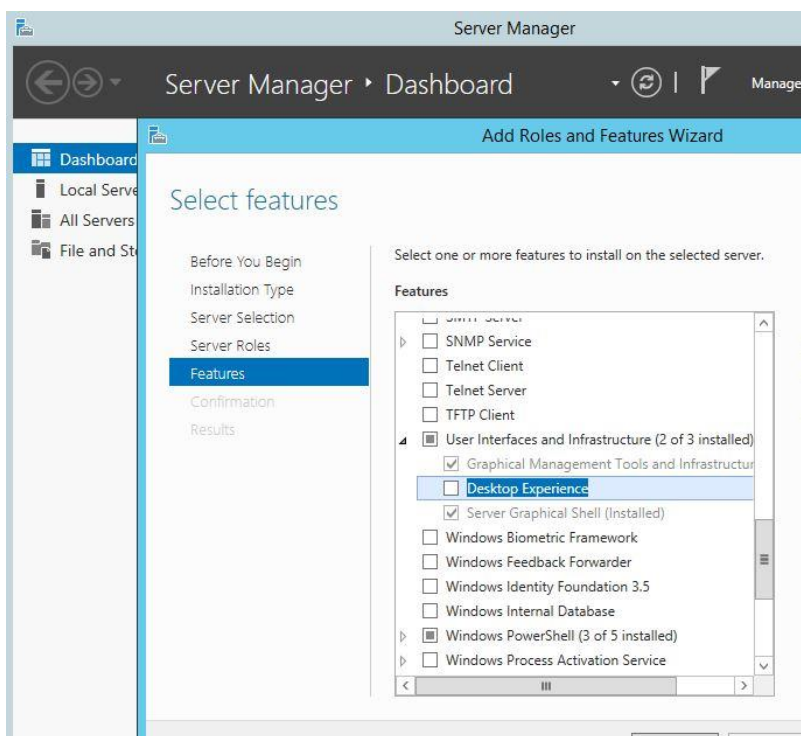 Server Manager
Server Manager • Dashboard
Manage
Add Roles and Features Wizard
Dashboard
Local Serve
All Servers
File and Sto
Select features
Before You Begin
Installation Type
Server Selection
Server Roles
Features
Confirmation
Results
Select one or more features to install on the selected server.
Features
SMTP Server
SNMP Service
Telnet Client
Telnet Server
TFTP Client
User Interfaces and Infrastructure (2 of 3 installed)
Graphical Management Tools and Infrastructur
Desktop Experience
Server Graphical Shell (Installed)
Windows Biometric Framework
Windows Feedback Forwarder
Windows Identity Foundation 3.5
Windows Internal Database
Windows PowerShell (3 of 5 installed)
Windows Process Activation Service